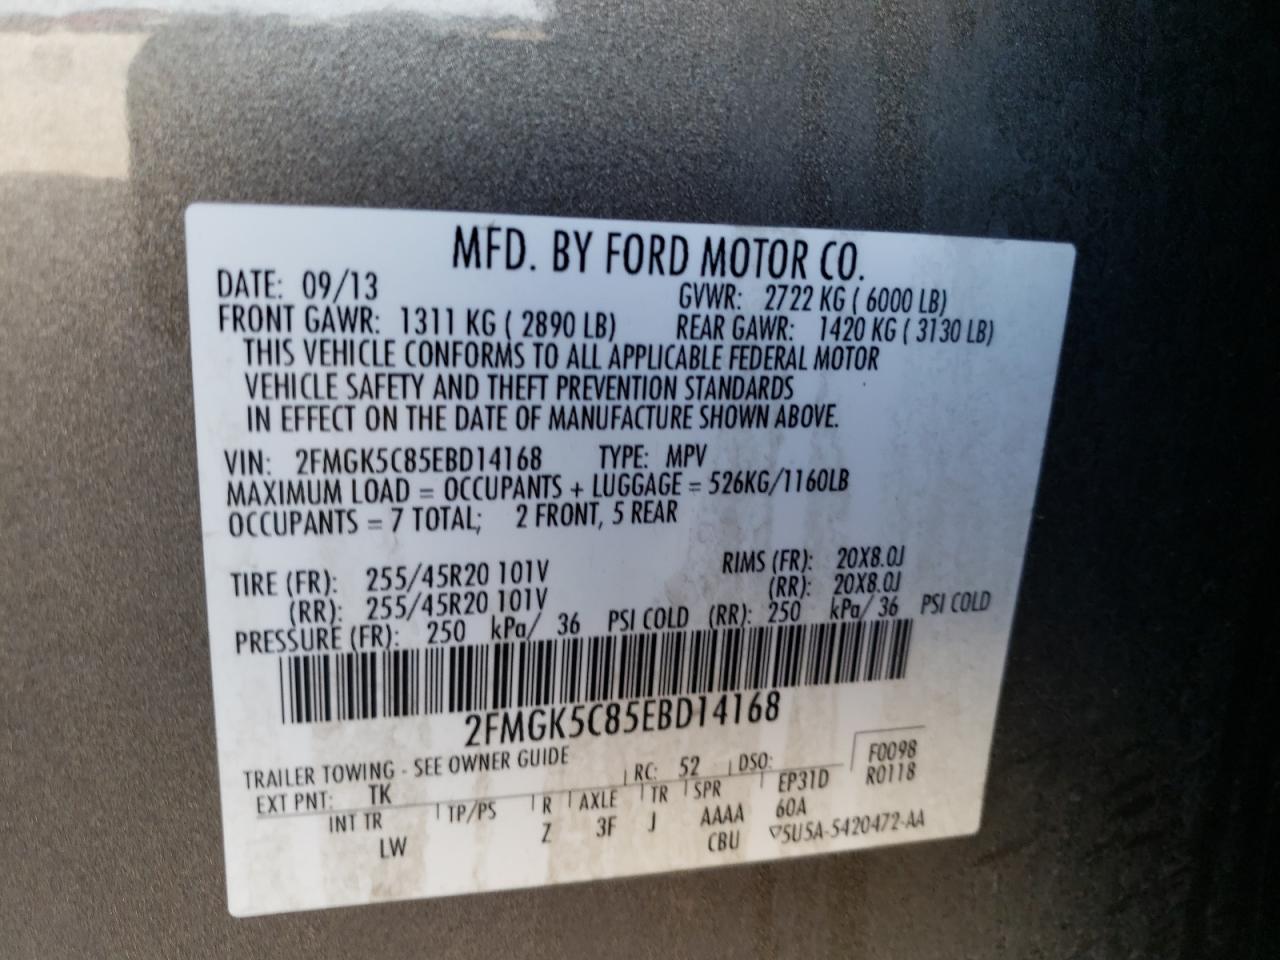 MFD. BY FORD MOTOR CO.
DATE: 09/13 GVWR: 2722 KG ( 6000 LB)
FRONT GAWR: 1311 KG ( 2890 LB) REAR GAWR: 1420 KG ( 3130 LB)
THIS VEHICLE CONFORMS TO ALL APPLICABLE FEDERAL MOTOR
VEHICLE SAFETY AND THEFT PREVENTION STANDARDS
IN EFFECT ON THE DATE OF MANUFACTURE SHOWN ABOVE.
VIN: 2FMGK5C85EBD14168 TYPE: MPV
MAXIMUM LOAD = OCCUPANTS + LUGGAGE = 526KG/1160LB
OCCUPANTS = 7 TOTAL; 2 FRONT, 5 REAR
TIRE (FR): 255/45R20 101V RIMS (FR): 20X8.0J
(RR): 255/45R20 101V (RR): 20X8.0J
PRESSURE (FR): 250 kPa/ 36 PSI COLD (RR): 250 kPa/ 36 PSI COLD
2FMGK5C85EBD14168
TRAILER TOWING - SEE OWNER GUIDE
EXT PNT: TK RC: 52 DSO: F0098
INT TR TP/PS R AXLE TR SPR EP31D R0118
LW Z 3F J AAAA 60A
CBU 5U5A-5420472-AA